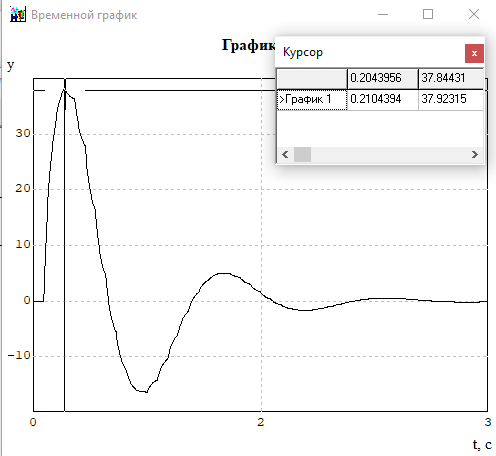 Временной график
График
Курсор
x
y
0.2043956 37.84431
>График 1 0.2104394 37.92315
30
20
10
0
-10
0 2 3
t, c